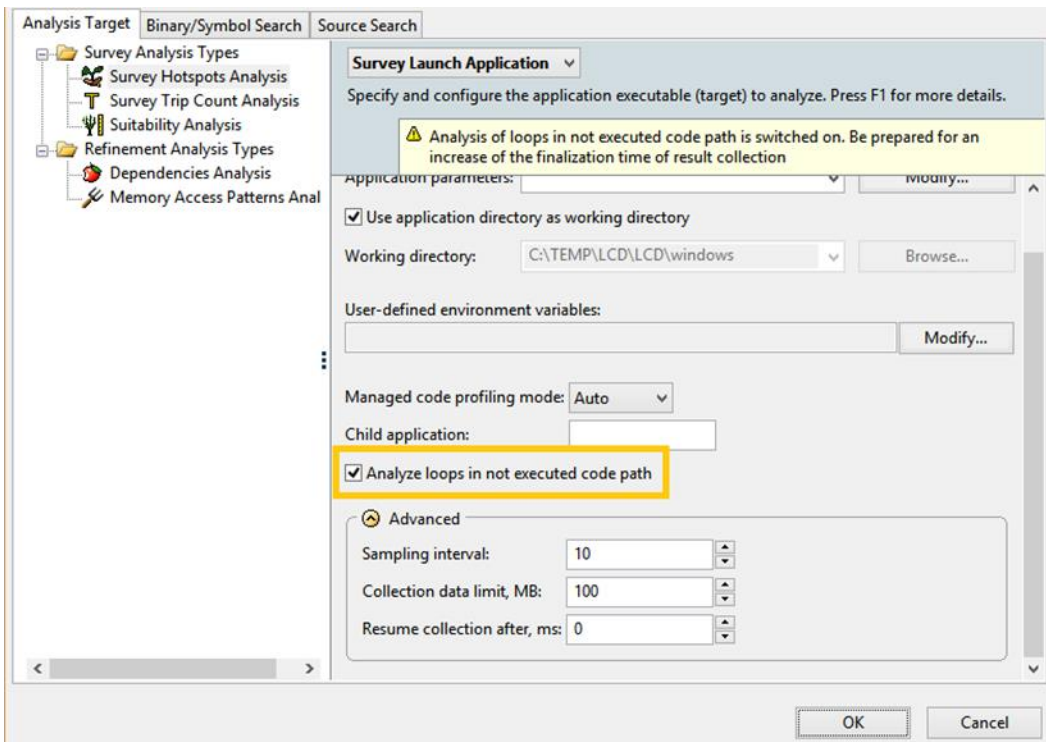 Analysis Target Binary/Symbol Search Source Search
Survey Analysis Types
Survey Hotspots Analysis
Survey Trip Count Analysis
Suitability Analysis
Refinement Analysis Types
Dependencies Analysis
Memory Access Patterns Anal
Survey Launch Application
Specify and configure the application executable (target) to analyze. Press F1 for more details.
Analysis of loops in not executed code path is switched on. Be prepared for an
increase of the finalization time of result collection
Application parameters: Modify...
Use application directory as working directory
Working directory: C:\TEMP\LCD\LCD\windows Browse...
User-defined environment variables:
Modify...
Managed code profiling mode: Auto
Child application:
Analyze loops in not executed code path
Advanced
Sampling interval: 10
Collection data limit, MB: 100
Resume collection after, ms: 0
OK Cancel